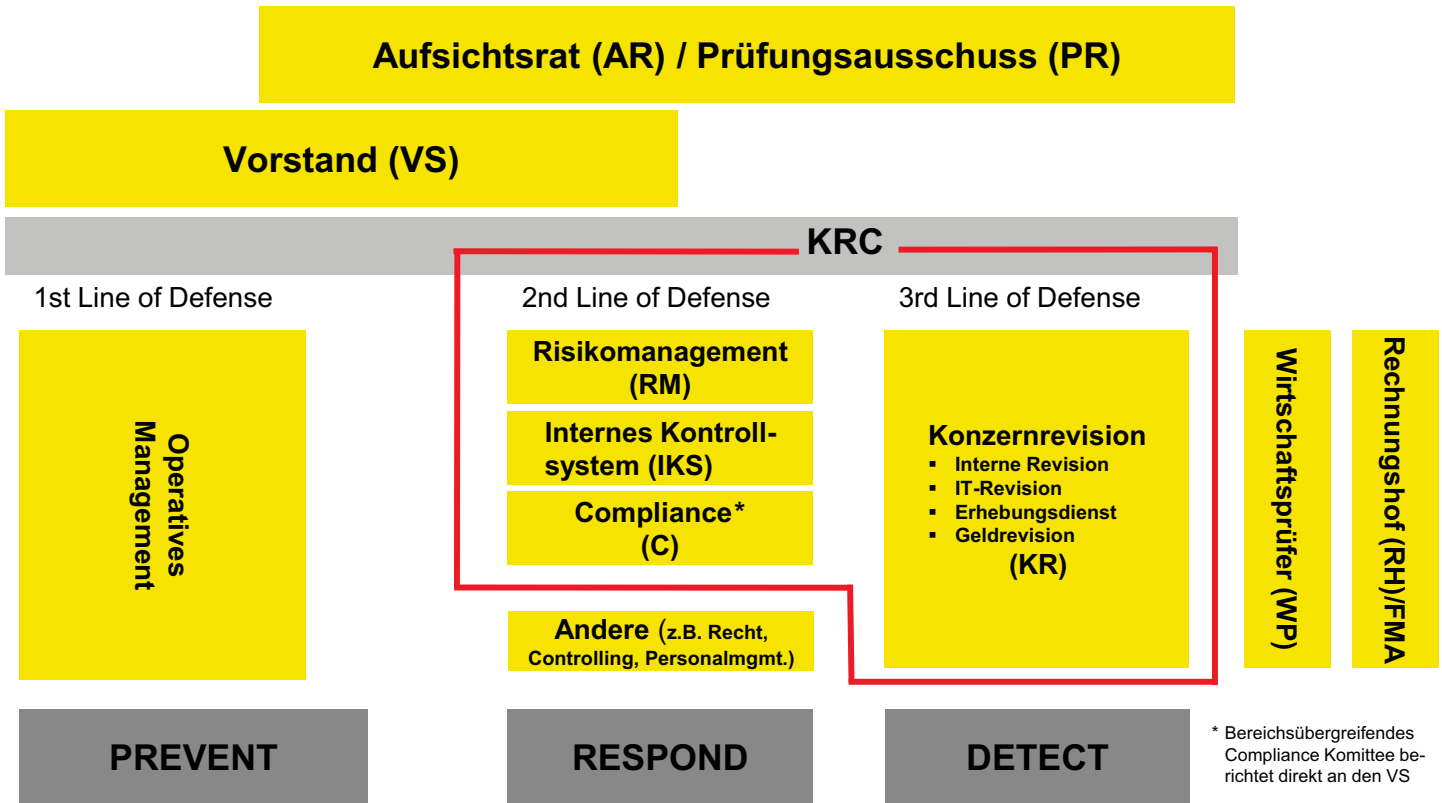 Aufsichtsrat (AR) / Prüfungsausschuss (PR)
Vorstand (VS)
KRC
1st Line of Defense
2nd Line of Defense
3rd Line of Defense
Operatives
Management
Risikomanagement
(RM)
Internes Kontroll-
system (IKS)
Compliance*
(C)
Andere (z.B. Recht,
Controlling, Personalmgmt.)
Konzernrevision
▪ Interne Revision
▪ IT-Revision
▪ Erhebungsdienst
▪ Geldrevision
(KR)
Wirtschaftsprüfer (WP)
Rechnungshof (RH)/FMA
PREVENT
RESPOND
DETECT
* Bereichsübergreifendes
Compliance Komittee be-
richtet direkt an den VS